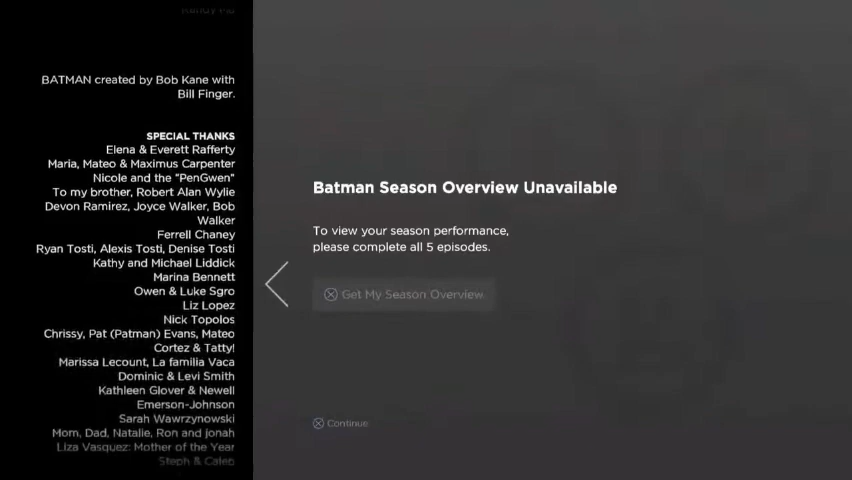 BATMAN created by Bob Kane with
Bill Finger.
SPECIAL THANKS
Elena & Everett Rafferty
Maria, Mateo & Maximus Carpenter
Nicole and the “PenGwen”
To my brother, Robert Alan Wylie
Devon Ramirez, Joyce Walker, Bob
Walker
Ferrell Chaney
Ryan Tosti, Alexis Tosti, Denise Tosti
Kathy and Michael Liddick
Marina Bennett
Owen & Luke Sgro
Liz Lopez
Nick Topolos
Chrissy, Pat (Patman) Evans, Mateo
Cortez & Tatty!
Marissa Lecount, La familia Vaca
Dominic & Levi Smith
Kathleen Glover & Newell
Emerson-Johnson
Sarah Wawrzynowski
Mom, Dad, Natalie, Ron and jonah
Liza Vasquez: Mother of the Year
Steph & Caleb
Batman Season Overview Unavailable
To view your season performance,
please complete all 5 episodes.
Get My Season Overview
Continue